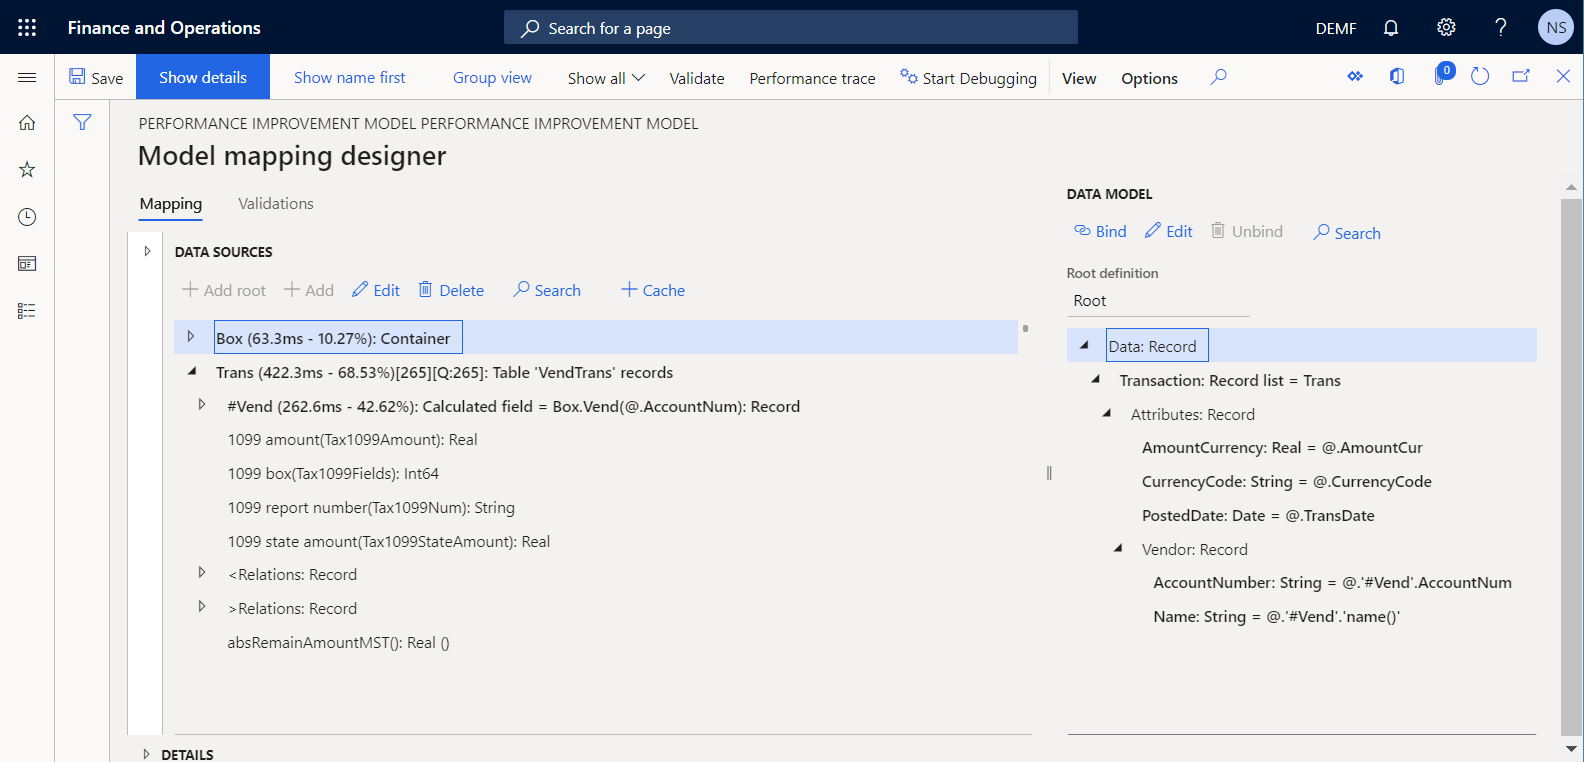 Finance and Operations
Search for a page
DEMF
?
NS
Save
Show details
Show name first
Group view
Show all
Validate
Performance trace
Start Debugging
View
Options
0
PERFORMANCE IMPROVEMENT MODEL PERFORMANCE IMPROVEMENT MODEL
Model mapping designer
Mapping
Validations
DATA SOURCES
Add root
Add
Edit
Delete
Search
Cache
Box (63.3ms - 10.27%): Container
Trans (422.3ms - 68.53%)[265][Q:265]: Table 'VendTrans' records
#Vend (262.6ms - 42.62%): Calculated field = Box.Vend(@.AccountNum): Record
1099 amount(Tax1099Amount): Real
1099 box(Tax1099Fields): Int64
1099 report number(Tax1099Num): String
1099 state amount(Tax1099StateAmount): Real
<Relations: Record
>Relations: Record
absRemainAmountMST(): Real ()
DETAILS
DATA MODEL
Bind
Edit
Unbind
Search
Root definition
Root
Data: Record
Transaction: Record list = Trans
Attributes: Record
AmountCurrency: Real = @.AmountCur
CurrencyCode: String = @.CurrencyCode
PostedDate: Date = @.TransDate
Vendor: Record
AccountNumber: String = @.'#Vend'.AccountNum
Name: String = @.'#Vend'.'name()'